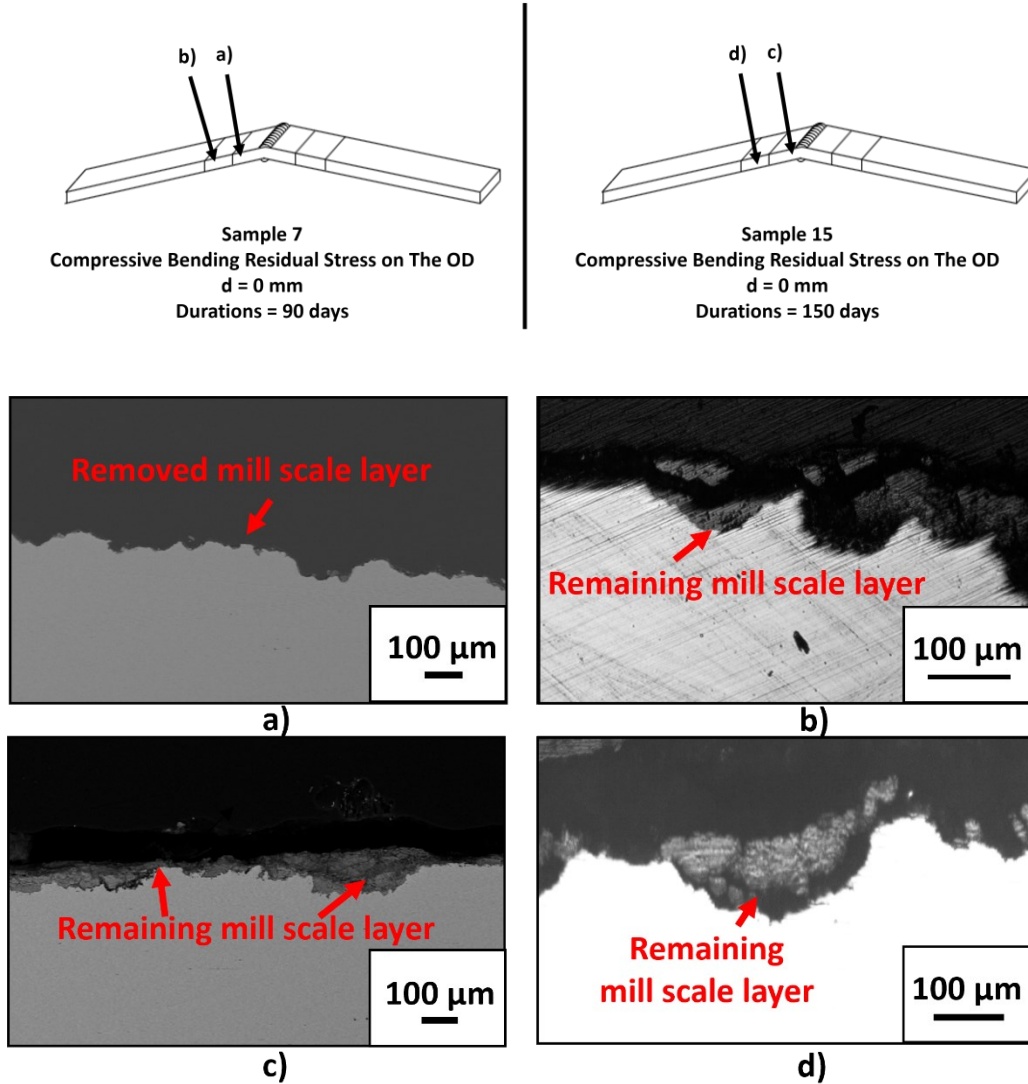 b)
a)
Sample 7
Compressive Bending Residual Stress on The OD
d = 0 mm
Durations = 90 days
d)
c)
Sample 15
Compressive Bending Residual Stress on The OD
d = 0 mm
Durations = 150 days
Removed mill scale layer
100 µm
a)
Remaining mill scale layer
100 µm
b)
Remaining mill scale layer
100 µm
c)
Remaining
mill scale layer
100 µm
d)